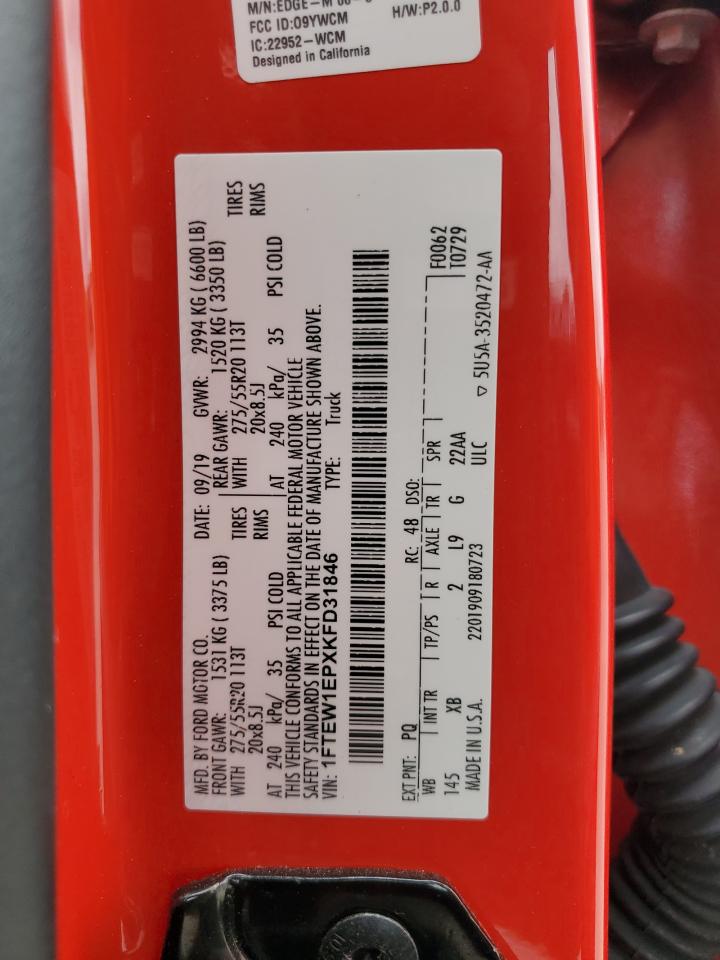 M/N:EDGE-M
FCC ID:O9YWCM
IC:22952-WCM H/W:P2.0.0
Designed in California
MFD. BY FORD MOTOR CO. DATE: 09/19 GVWR: 2994 KG ( 6600 LB)
FRONT GAWR: 1531 KG ( 3375 LB) REAR GAWR: 1520 KG ( 3350 LB)
WITH 275/55R20 113T TIRES WITH 275/55R20 113T TIRES
20x8.5J RIMS 20x8.5J RIMS
AT 240 kPa/ 35 PSI COLD AT 240 kPa/ 35 PSI COLD
THIS VEHICLE CONFORMS TO ALL APPLICABLE FEDERAL MOTOR VEHICLE
SAFETY STANDARDS IN EFFECT ON THE DATE OF MANUFACTURE SHOWN ABOVE.
VIN: 1FTEW1EPXKFD31846 TYPE: Truck
EXT PNT: PQ RC: 48 DSO: F0062
WB INT TR TP/PS R AXLE TR SPR T0729
145 XB 2 L9 G 22AA
MADE IN U.S.A. 2201909180723 ULC ▽ 5U5A-3520472-AA